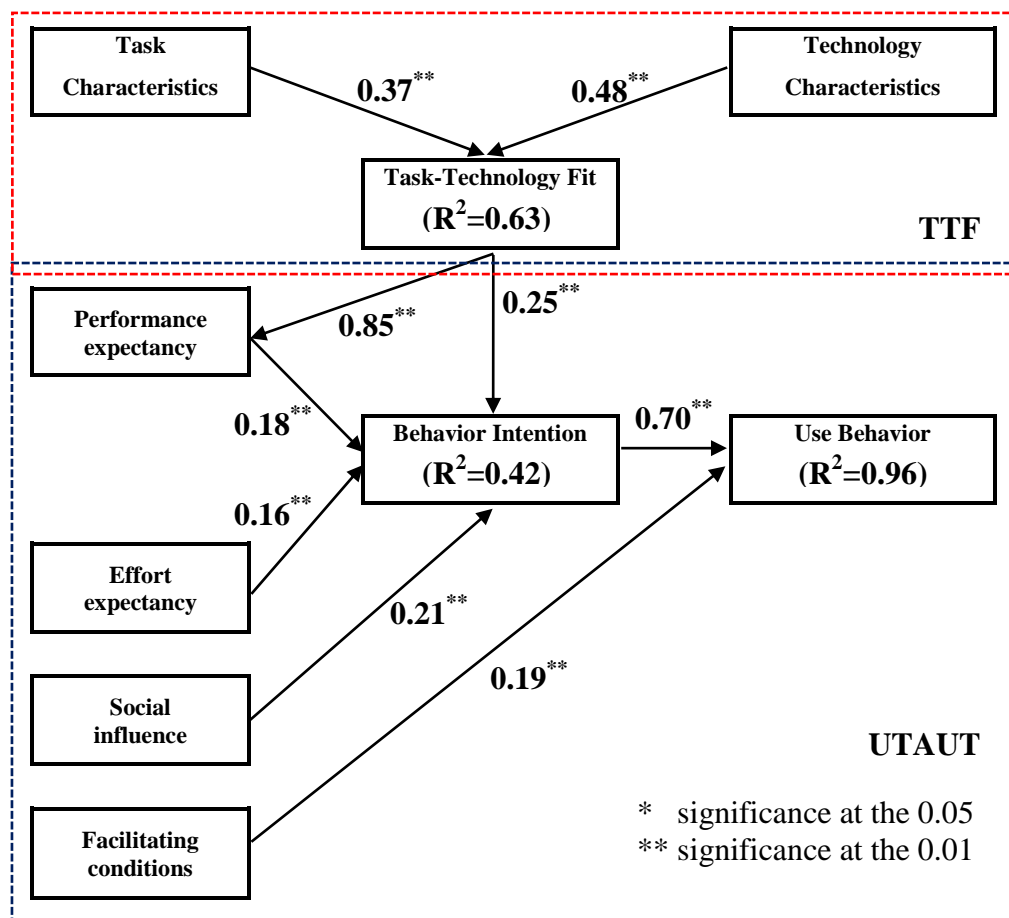 Task
Characteristics
Technology
Characteristics
0.37**
0.48**
Task-Technology Fit
(R²=0.63)
TTF
Performance
expectancy
0.85**
0.25**
0.18**
Behavior Intention
(R²=0.42)
0.70**
Use Behavior
(R²=0.96)
0.16**
Effort
expectancy
0.21**
0.19**
Social
influence
UTAUT
Facilitating
conditions
* significance at the 0.05
** significance at the 0.01